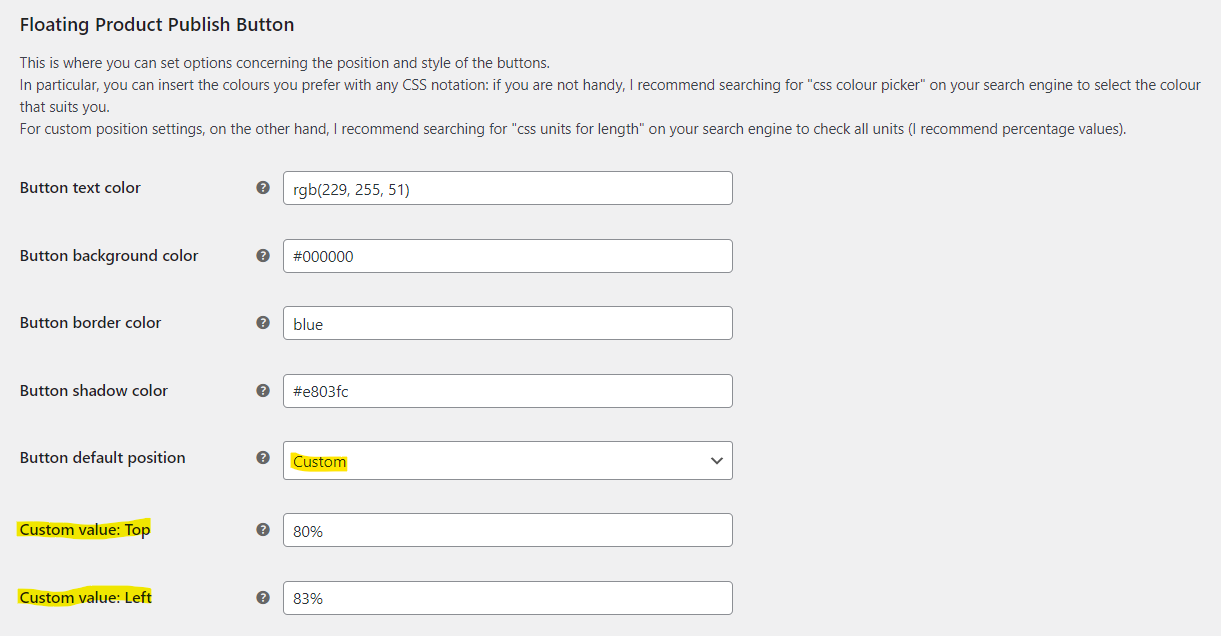 Floating Product Publish Button
This is where you can set options concerning the position and style of the buttons.
In particular, you can insert the colours you prefer with any CSS notation: if you are not handy, I recommend searching for "css colour picker" on your search engine to select the colour
that suits you.
For custom position settings, on the other hand, I recommend searching for "css units for length" on your search engine to check all units (I recommend percentage values).
Button text color ? rgb(229, 255, 51)
Button background color ? #000000
Button border color ? blue
Button shadow color ? #e803fc
Button default position ? Custom
Custom value: Top ? 80%
Custom value: Left ? 83%